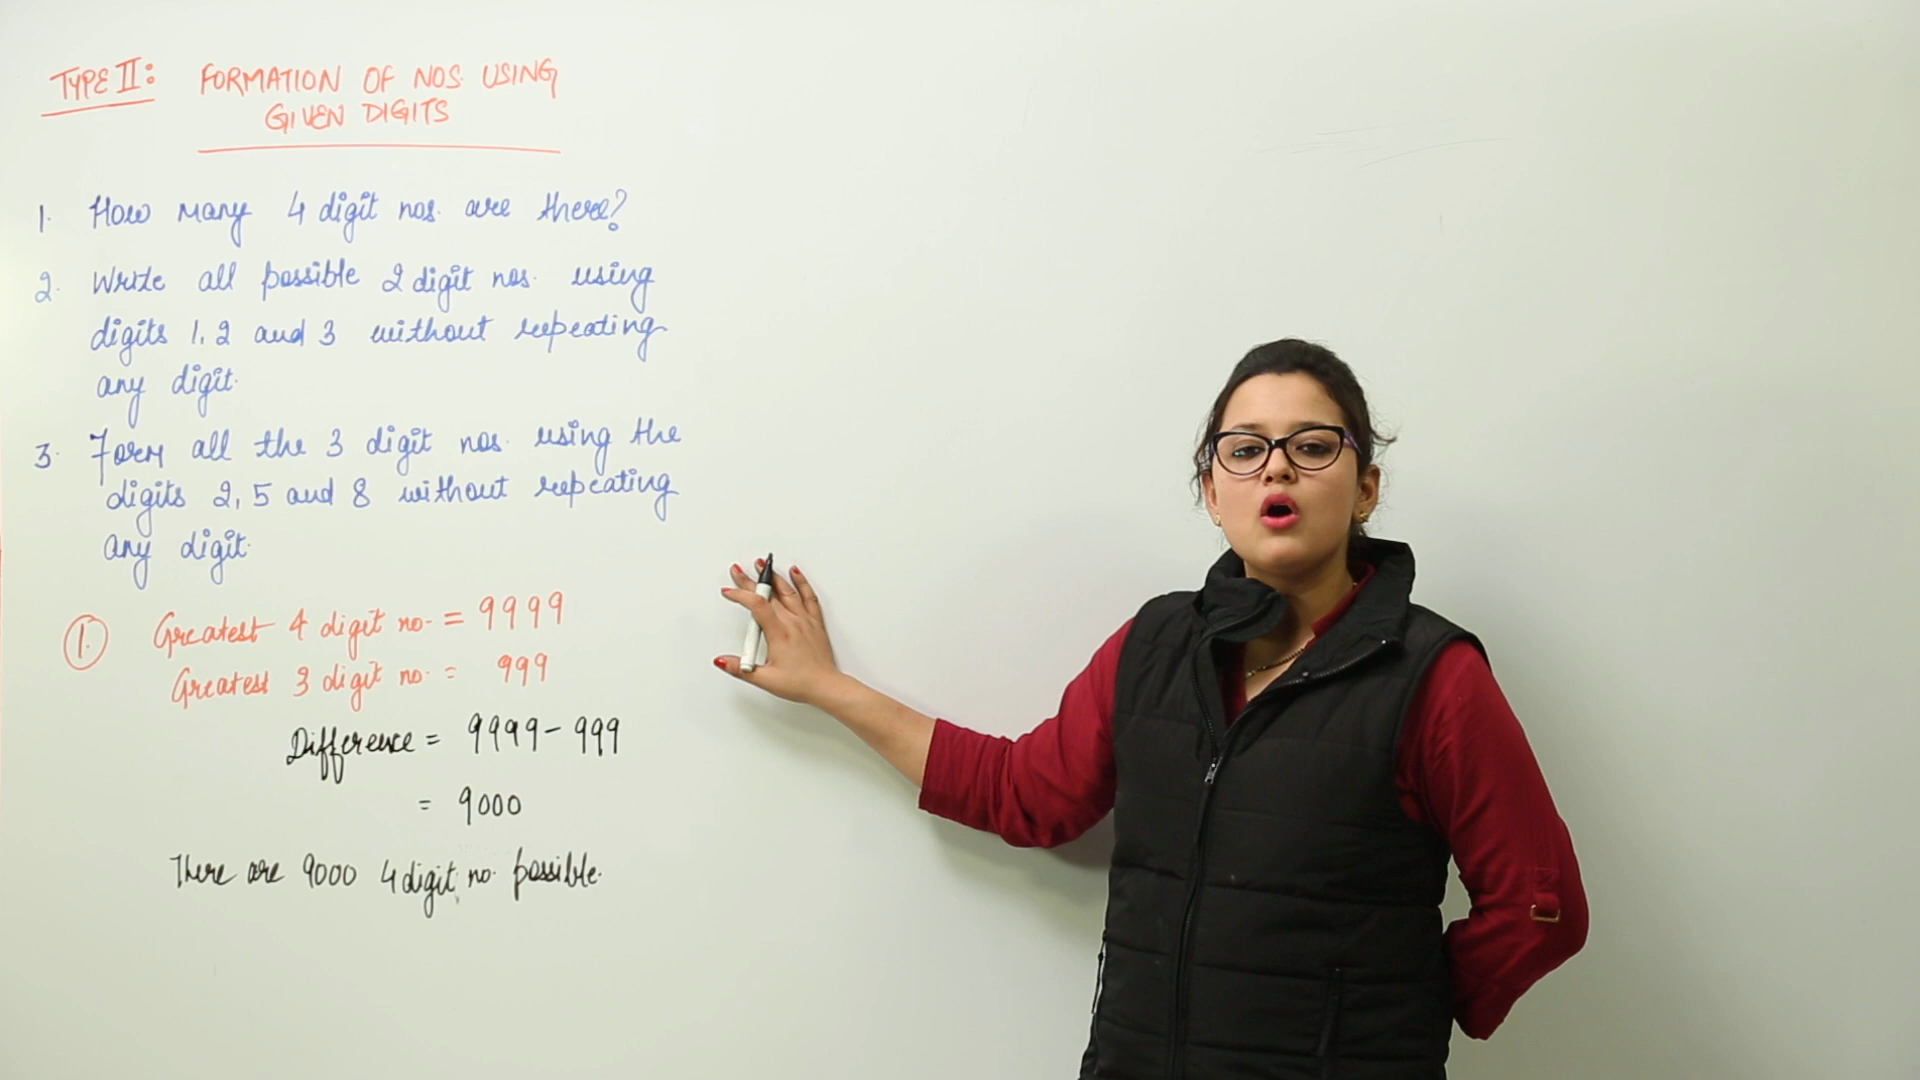 TYPE II: FORMATION OF NOS. USING
GIVEN DIGITS
1. How many 4 digit nos. are there?
2. Write all possible 2 digit nos. using
digits 1, 2 and 3 without repeating
any digit.
3. Form all the 3 digit nos. using the
digits 2, 5 and 8 without repeating
any digit.
1. Greatest 4 digit no. = 9999
Greatest 3 digit no. = 999
Difference = 9999 - 999
= 9000
There are 9000 4 digit no. possible.